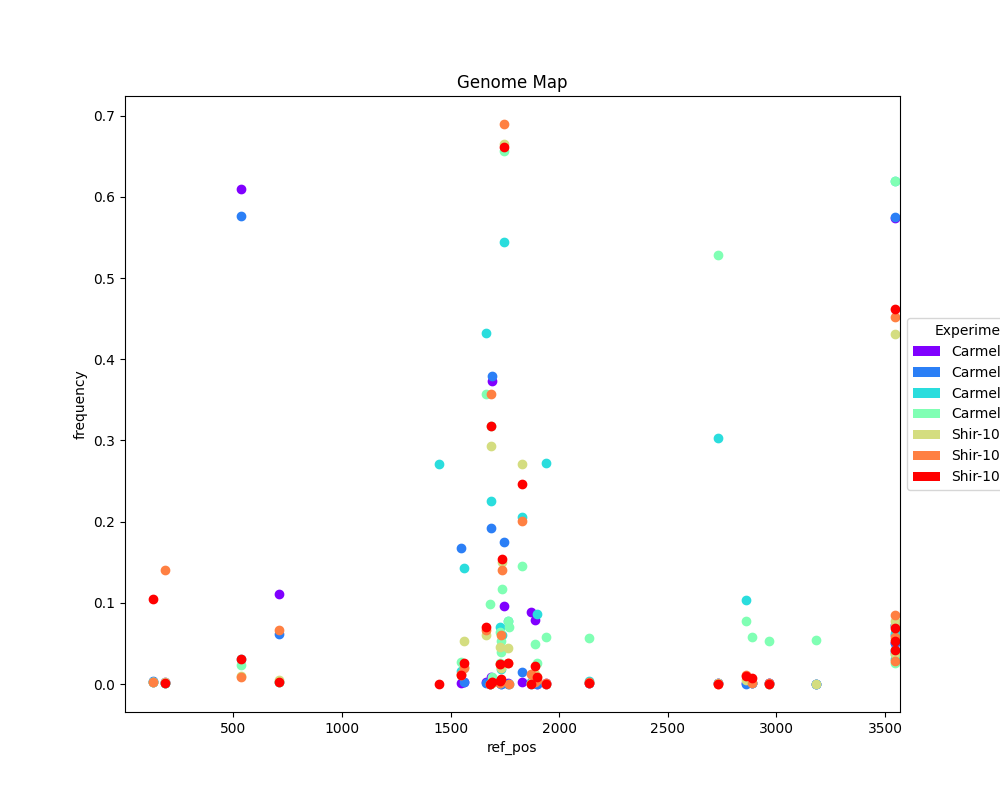 Genome Map
0.7
0.6
0.5
0.4
0.3
0.2
0.1
0.0
frequency
500
1000
1500
2000
2500
3000
3500
ref_pos
Experime
Carmel
Carmel
Carmel
Carmel
Shir-10
Shir-10
Shir-10